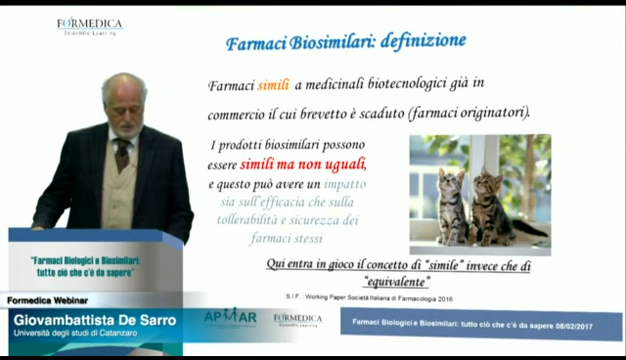 FORMEDICA
Scientific Learning
Farmaci Biosimilari: definizione
Farmaci simili a medicinali biotecnologici già in
commercio il cui brevetto è scaduto (farmaci originatori).
I prodotti biosimilari possono
essere simili ma non uguali,
e questo può avere un impatto
sia sull'efficacia che sulla
tollerabilità e sicurezza dei
farmaci stessi
Qui entra in gioco il concetto di "simile" invece che di
"equivalente"
S.I.F.: Working Paper Società Italiana di Farmacologia 2016
"Farmaci Biologici e Biosimilari:
tutto ciò che c'è da sapere"
Formedica Webinar
Giovambattista De Sarro
Università degli studi di Catanzaro
APMAR
FORMEDICA
Scientific Learning
Farmaci Biologici e Biosimilari: tutto ciò che c'è da sapere 08/02/2017